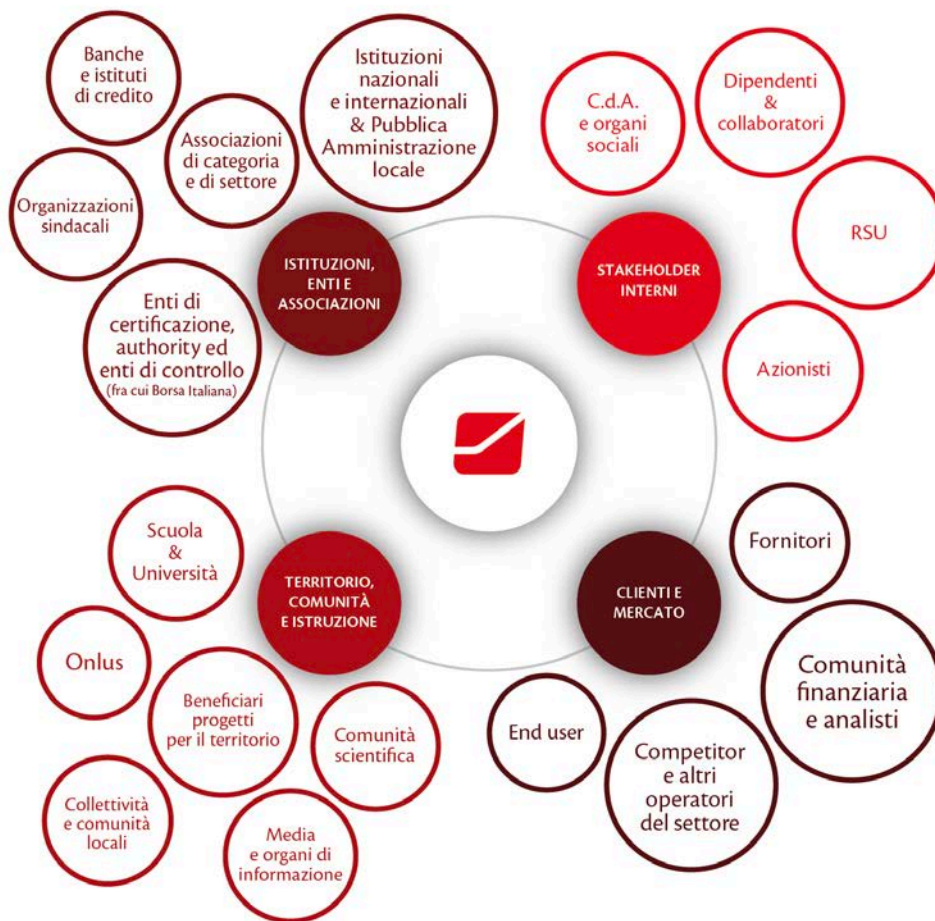 Banche
e istituti
di credito
Istituzioni
nazionali
e internazionali
& Pubblica
Amministrazione
locale
Associazioni
di categoria
e di settore
Organizzazioni
sindacali
Enti di
certificazione,
authority ed
enti di controllo
(fra cui Borsa Italiana)
ISTITUZIONI,
ENTI E
ASSOCIAZIONI
C.d.A.
e organi
sociali
Dipendenti
&
collaboratori
RSU
Azionisti
STAKEHOLDER
INTERNI
Scuola
&
Università
Onlus
Beneficiari
progetti
per il territorio
Comunità
scientifica
Collettività
e comunità
locali
Media
e organi di
informazione
TERRITORIO,
COMUNITÀ
E ISTRUZIONE
CLIENTI E
MERCATO
Fornitori
Comunità
finanziaria
e analisti
End user
Competitor
e altri
operatori
del settore